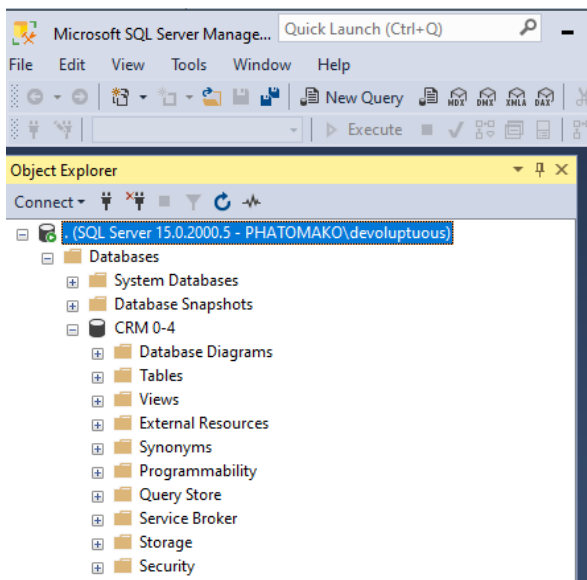 Microsoft SQL Server Manage... Quick Launch (Ctrl+Q)
File Edit View Tools Window Help
New Query MDX DMX XMLA DAX
Execute
Object Explorer
Connect
. (SQL Server 15.0.2000.5 - PHATOMAKO\devoluptuous)
Databases
System Databases
Database Snapshots
CRM 0-4
Database Diagrams
Tables
Views
External Resources
Synonyms
Programmability
Query Store
Service Broker
Storage
Security